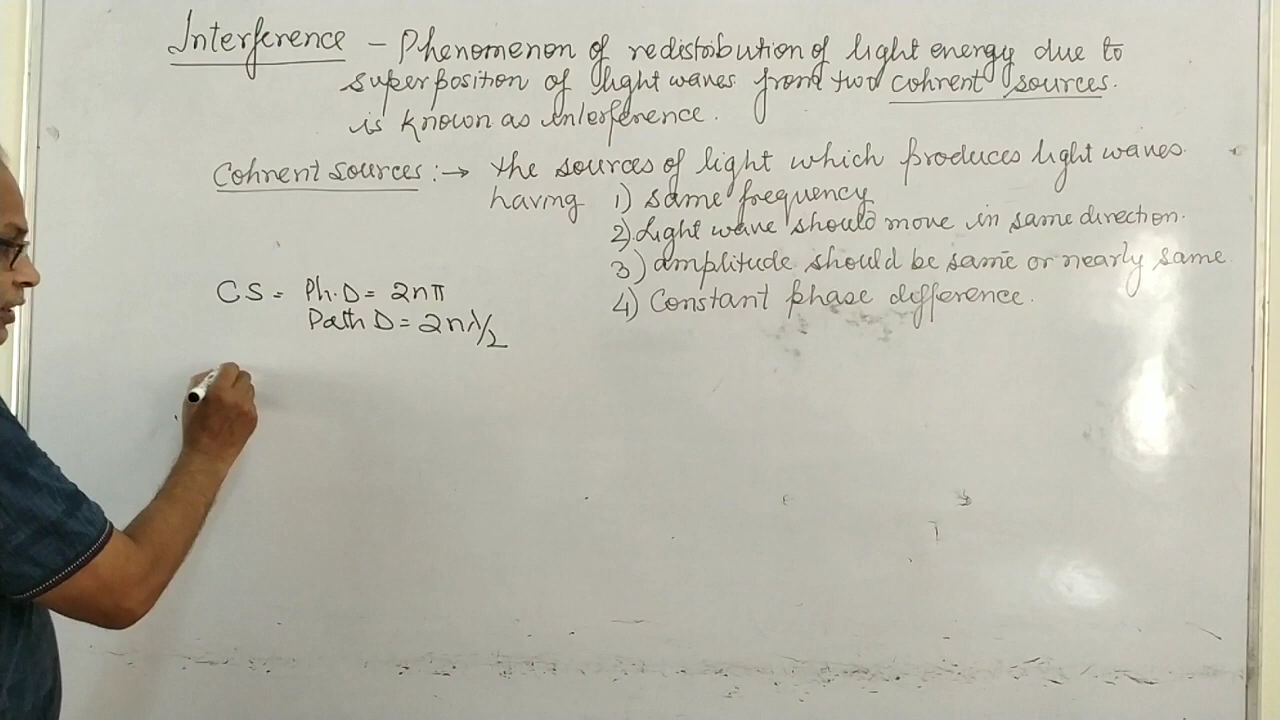 Interference - Phenomenon of redistribution of light energy due to
superposition of light waves from two cohrent sources.
is known as interference.
Cohrent sources :→ the sources of light which produces light waves
having 1) same frequency
2) Light wave should move in same direction.
3) amplitude should be same or nearly same
4) Constant phase difference.
CS = Ph.D = 2nπ
Path D = 2nλ/2